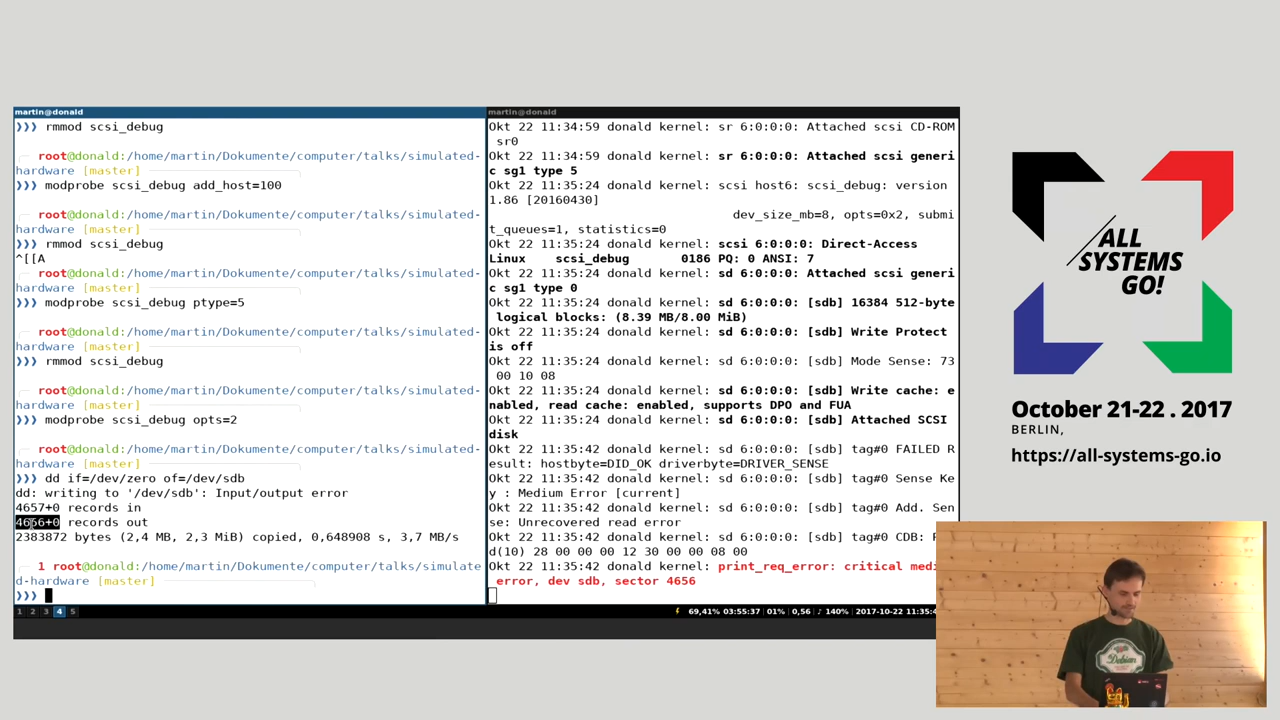 martin@donald
❱❱❱ rmmod scsi_debug
root@donald:/home/martin/Dokumente/computer/talks/simulated-
hardware [master]
❱❱❱ modprobe scsi_debug add_host=100
root@donald:/home/martin/Dokumente/computer/talks/simulated-
hardware [master]
❱❱❱ rmmod scsi_debug
^[[A
root@donald:/home/martin/Dokumente/computer/talks/simulated-
hardware [master]
❱❱❱ modprobe scsi_debug ptype=5
root@donald:/home/martin/Dokumente/computer/talks/simulated-
hardware [master]
❱❱❱ rmmod scsi_debug
root@donald:/home/martin/Dokumente/computer/talks/simulated-
hardware [master]
❱❱❱ modprobe scsi_debug opts=2
root@donald:/home/martin/Dokumente/computer/talks/simulated-
hardware [master]
❱❱❱ dd if=/dev/zero of=/dev/sdb
dd: writing to '/dev/sdb': Input/output error
4657+0 records in
4656+0 records out
2383872 bytes (2,4 MB, 2,3 MiB) copied, 0,648908 s, 3,7 MB/s
1 root@donald:/home/martin/Dokumente/computer/talks/simulate
d-hardware [master]
❱❱❱
martin@donald
Okt 22 11:34:59 donald kernel: sr 6:0:0:0: Attached scsi CD-ROM
sr0
Okt 22 11:34:59 donald kernel: sr 6:0:0:0: Attached scsi generi
c sg1 type 5
Okt 22 11:35:24 donald kernel: scsi host6: scsi_debug: version
1.86 [20160430]
dev_size_mb=8, opts=0x2, submi
t_queues=1, statistics=0
Okt 22 11:35:24 donald kernel: scsi 6:0:0:0: Direct-Access
Linux scsi_debug 0186 PQ: 0 ANSI: 7
Okt 22 11:35:24 donald kernel: sd 6:0:0:0: Attached scsi generi
c sg1 type 0
Okt 22 11:35:24 donald kernel: sd 6:0:0:0: [sdb] 16384 512-byte
logical blocks: (8.39 MB/8.00 MiB)
Okt 22 11:35:24 donald kernel: sd 6:0:0:0: [sdb] Write Protect
is off
Okt 22 11:35:24 donald kernel: sd 6:0:0:0: [sdb] Mode Sense: 73
00 10 08
Okt 22 11:35:24 donald kernel: sd 6:0:0:0: [sdb] Write cache: e
nabled, read cache: enabled, supports DPO and FUA
Okt 22 11:35:24 donald kernel: sd 6:0:0:0: [sdb] Attached SCSI
disk
Okt 22 11:35:42 donald kernel: sd 6:0:0:0: [sdb] tag#0 FAILED R
esult: hostbyte=DID_OK driverbyte=DRIVER_SENSE
Okt 22 11:35:42 donald kernel: sd 6:0:0:0: [sdb] tag#0 Sense Ke
y : Medium Error [current]
Okt 22 11:35:42 donald kernel: sd 6:0:0:0: [sdb] tag#0 Add. Sen
se: Unrecovered read error
Okt 22 11:35:42 donald kernel: sd 6:0:0:0: [sdb] tag#0 CDB: R
d(10) 28 00 00 00 12 30 00 00 08 00
Okt 22 11:35:42 donald kernel: print_req_error: critical medi
error, dev sdb, sector 4656
1 2 3 4 5
69,41% 03:55:37 01% 0,56 ♪ 140% 2017-10-22 11:35:4
ALL
SYSTEMS
GO!
October 21-22 . 2017
BERLIN,
https://all-systems-go.io
Debian